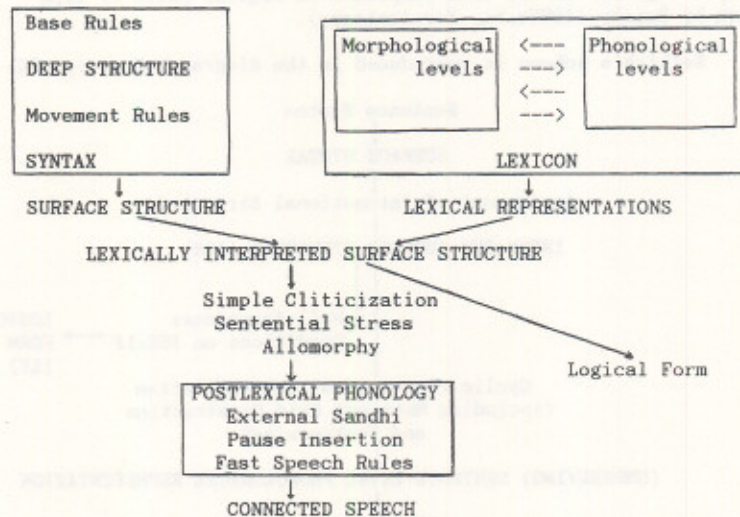 Base Rules
DEEP STRUCTURE
Movement Rules
SYNTAX
Morphological levels
<---
--->
<---
--->
Phonological levels
LEXICON
SURFACE STRUCTURE
LEXICAL REPRESENTATIONS
LEXICALLY INTERPRETED SURFACE STRUCTURE
Simple Cliticization
Sentential Stress
Allomorphy
Logical Form
POSTLEXICAL PHONOLOGY
External Sandhi
Pause Insertion
Fast Speech Rules
CONNECTED SPEECH